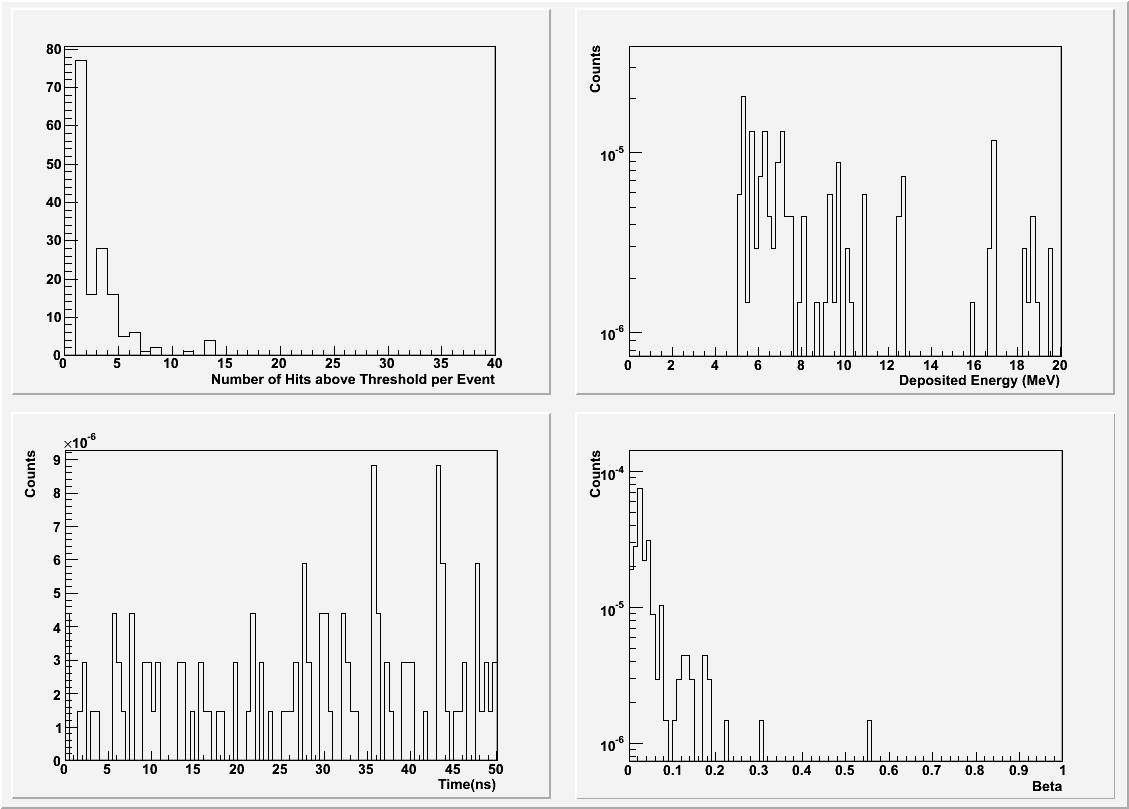 80
70
60
50
40
30
20
10
0
0 5 10 15 20 25 30 35 40
Number of Hits above Threshold per Event
Counts
10-5
10-6
0 2 4 6 8 10 12 14 16 18 20
Deposited Energy (MeV)
×10-6
Counts
9
8
7
6
5
4
3
2
1
0
0 5 10 15 20 25 30 35 40 45 50
Time(ns)
Counts
10-4
10-5
10-6
0 0.1 0.2 0.3 0.4 0.5 0.6 0.7 0.8 0.9 1
Beta